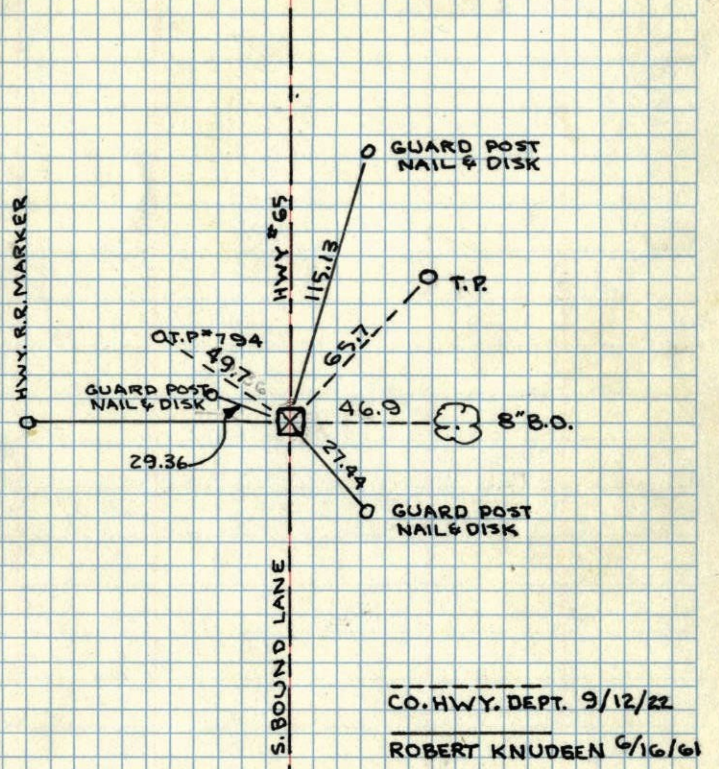 GUARD POST
NAIL & DISK
HWY. R.R. MARKER
HWY #65
115.13
T.P.
T.P #794
49.7
65.7
GUARD POST
NAIL & DISK
46.9
8" B.O.
29.36
27.44
GUARD POST
NAIL & DISK
S. BOUND LANE
CO. HWY. DEPT. 9/12/22
ROBERT KNUDSEN 6/16/61